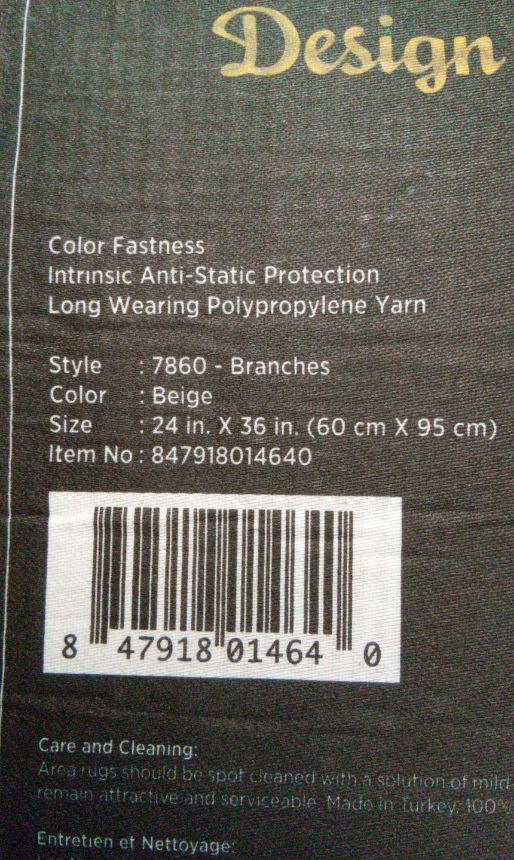 Design
Color Fastness
Intrinsic Anti-Static Protection
Long Wearing Polypropylene Yarn
Style : 7860 - Branches
Color : Beige
Size : 24 in. X 36 in. (60 cm X 95 cm)
Item No : 847918014640
8 47918 01464 0
Care and Cleaning:
Area rugs should be spot cleaned with a solution of mild
remain attractive and serviceable. Made in Turkey. 100%
Entretien et Nettoyage: